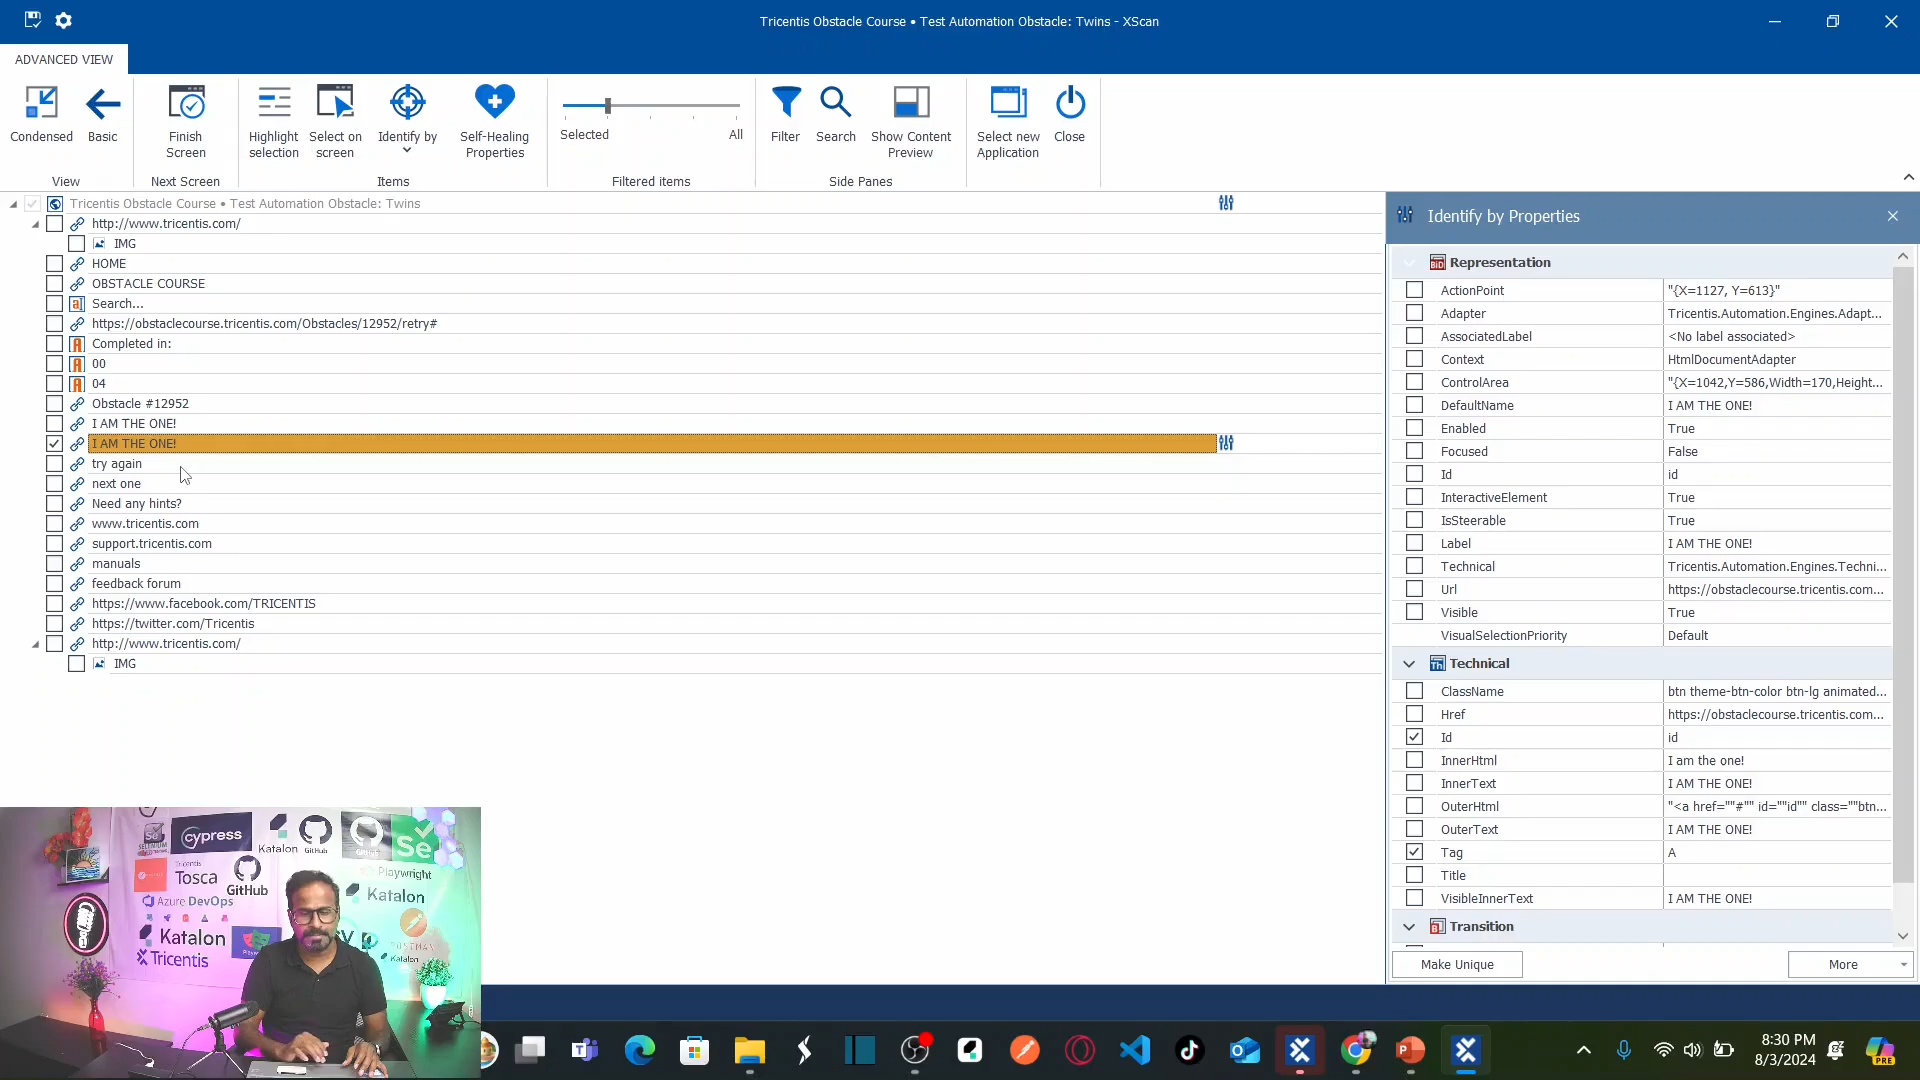 Tricentis Obstacle Course • Test Automation Obstacle: Twins - XScan
ADVANCED VIEW
Condensed
Basic
Finish Screen
Highlight selection
Select on screen
Identify by
Self-Healing Properties
Selected
All
Filter
Search
Show Content Preview
Select new Application
Close
View
Next Screen
Items
Filtered items
Side Panes
Tricentis Obstacle Course • Test Automation Obstacle: Twins
http://www.tricentis.com/
IMG
HOME
OBSTACLE COURSE
Search...
https://obstaclecourse.tricentis.com/Obstacles/12952/retry#
Completed in:
00
04
Obstacle #12952
I AM THE ONE!
I AM THE ONE!
try again
next one
Need any hints?
www.tricentis.com
support.tricentis.com
manuals
feedback forum
https://www.facebook.com/TRICENTIS
https://twitter.com/Tricentis
http://www.tricentis.com/
IMG
Identify by Properties
Representation
ActionPoint "{X=1127, Y=613}"
Adapter Tricentis.Automation.Engines.Adapt...
AssociatedLabel <No label associated>
Context HtmlDocumentAdapter
ControlArea "{X=1042,Y=586,Width=170,Height...
DefaultName I AM THE ONE!
Enabled True
Focused False
Id id
InteractiveElement True
IsSteerable True
Label I AM THE ONE!
Technical Tricentis.Automation.Engines.Techni...
Url https://obstaclecourse.tricentis.com...
Visible True
VisualSelectionPriority Default
Technical
ClassName btn theme-btn-color btn-lg animated...
Href https://obstaclecourse.tricentis.com...
Id id
InnerHtml I am the one!
InnerText I AM THE ONE!
OuterHtml "<a href=""#"" id=""id"" class=""btn...
OuterText I AM THE ONE!
Tag A
Title
VisibleInnerText I AM THE ONE!
Transition
Make Unique
More
cypress
Katalon
GitHub
Se
SELENIUM
Playwright
Tricentis
Tosca
GitHub
Katalon
Azure DevOps
Katalon
Tricentis
POSTMAN
Katalon
8:30 PM
8/3/2024
PRE